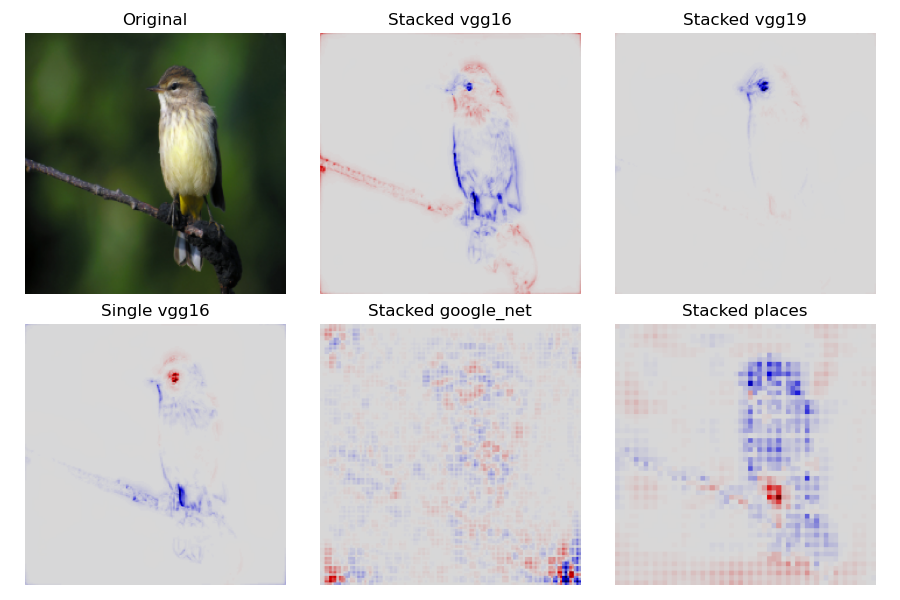 Original
Stacked vgg16
Stacked vgg19
Single vgg16
Stacked google_net
Stacked places